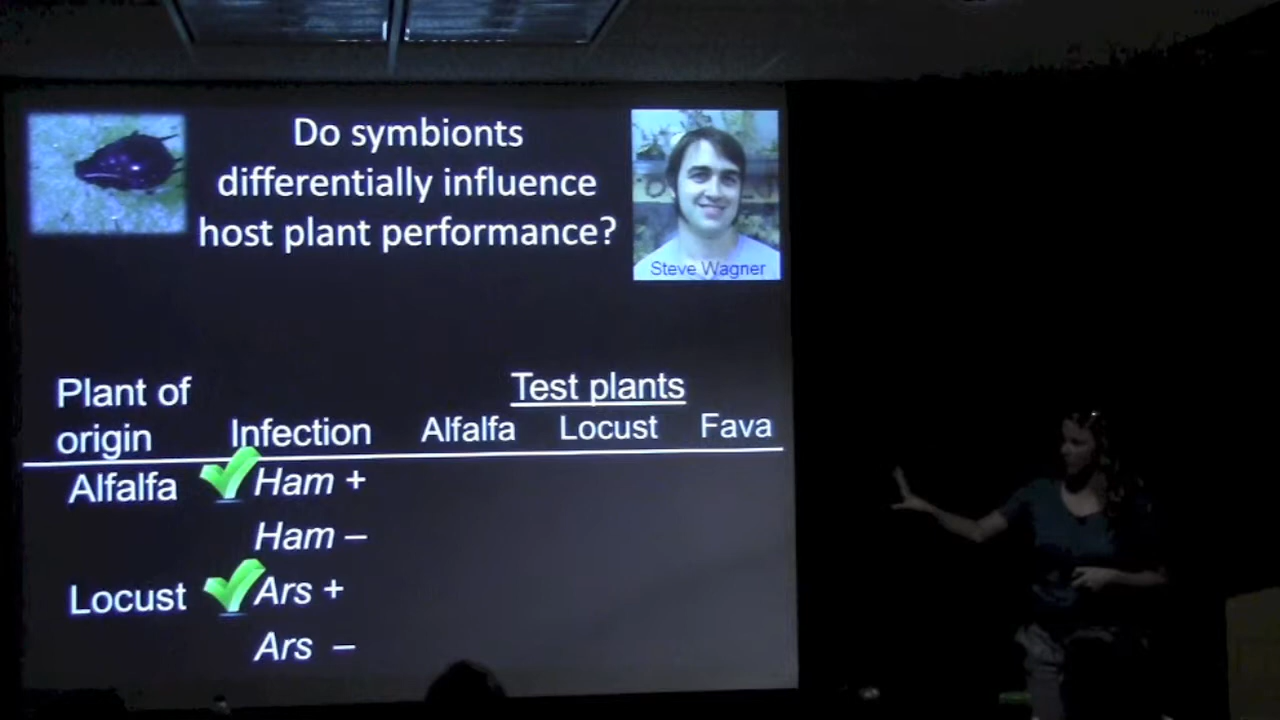 Do symbionts
differentially influence
host plant performance?
Steve Wagner
Plant of
origin
Infection
Test plants
Alfalfa
Locust
Fava
Alfalfa
Ham +
Ham –
Locust
Ars +
Ars –